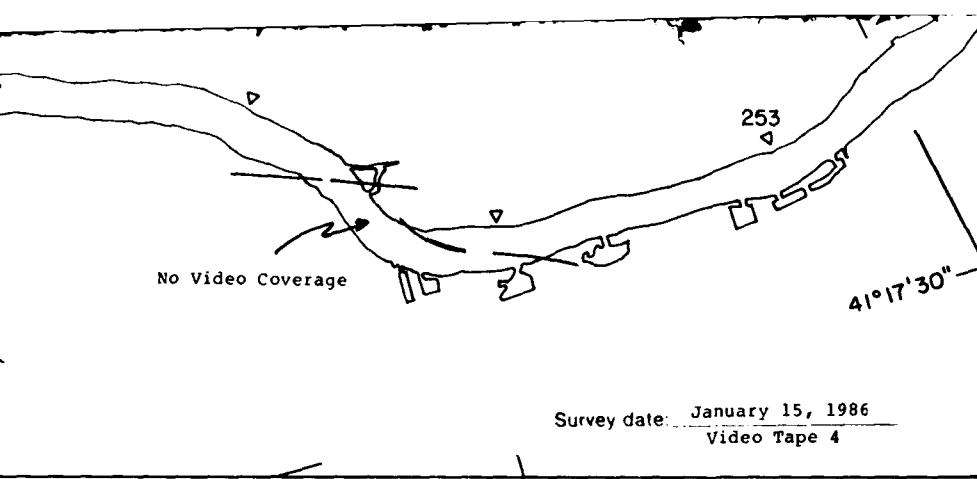 253
No Video Coverage
41°17'30"
Survey date: January 15, 1986
Video Tape 4